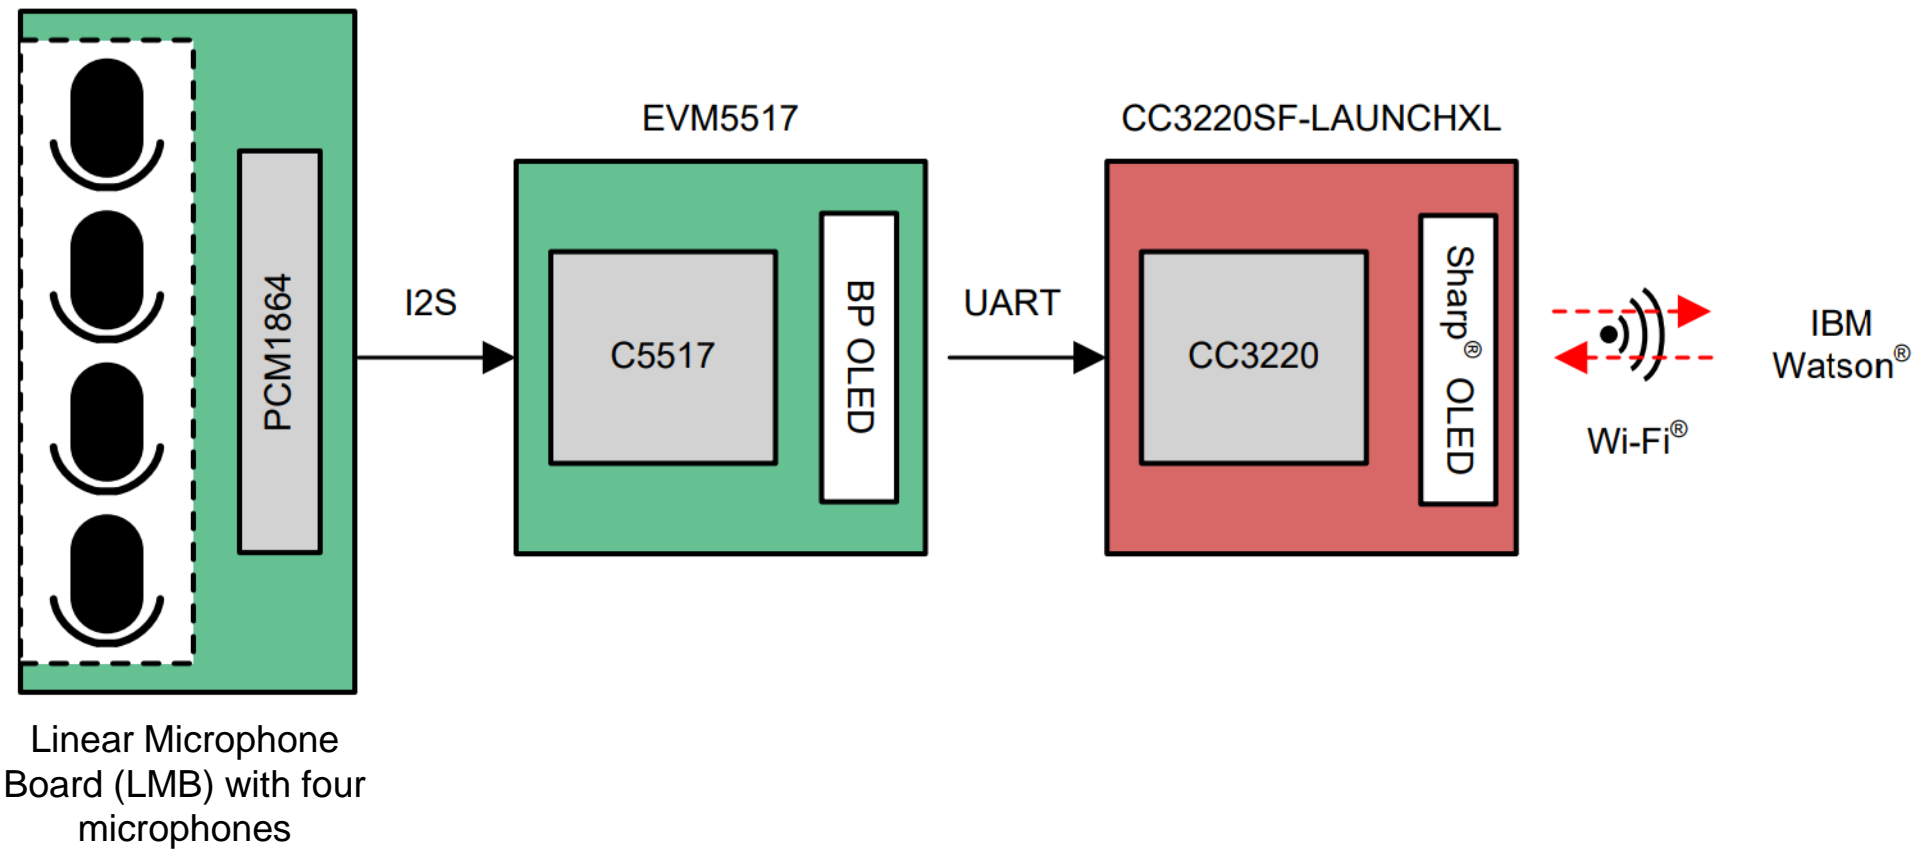 PCM1864
Linear Microphone
Board (LMB) with four
microphones
I2S
EVM5517
C5517
BP OLED
UART
CC3220SF-LAUNCHXL
CC3220
Sharp® OLED
Wi-Fi®
IBM
Watson®